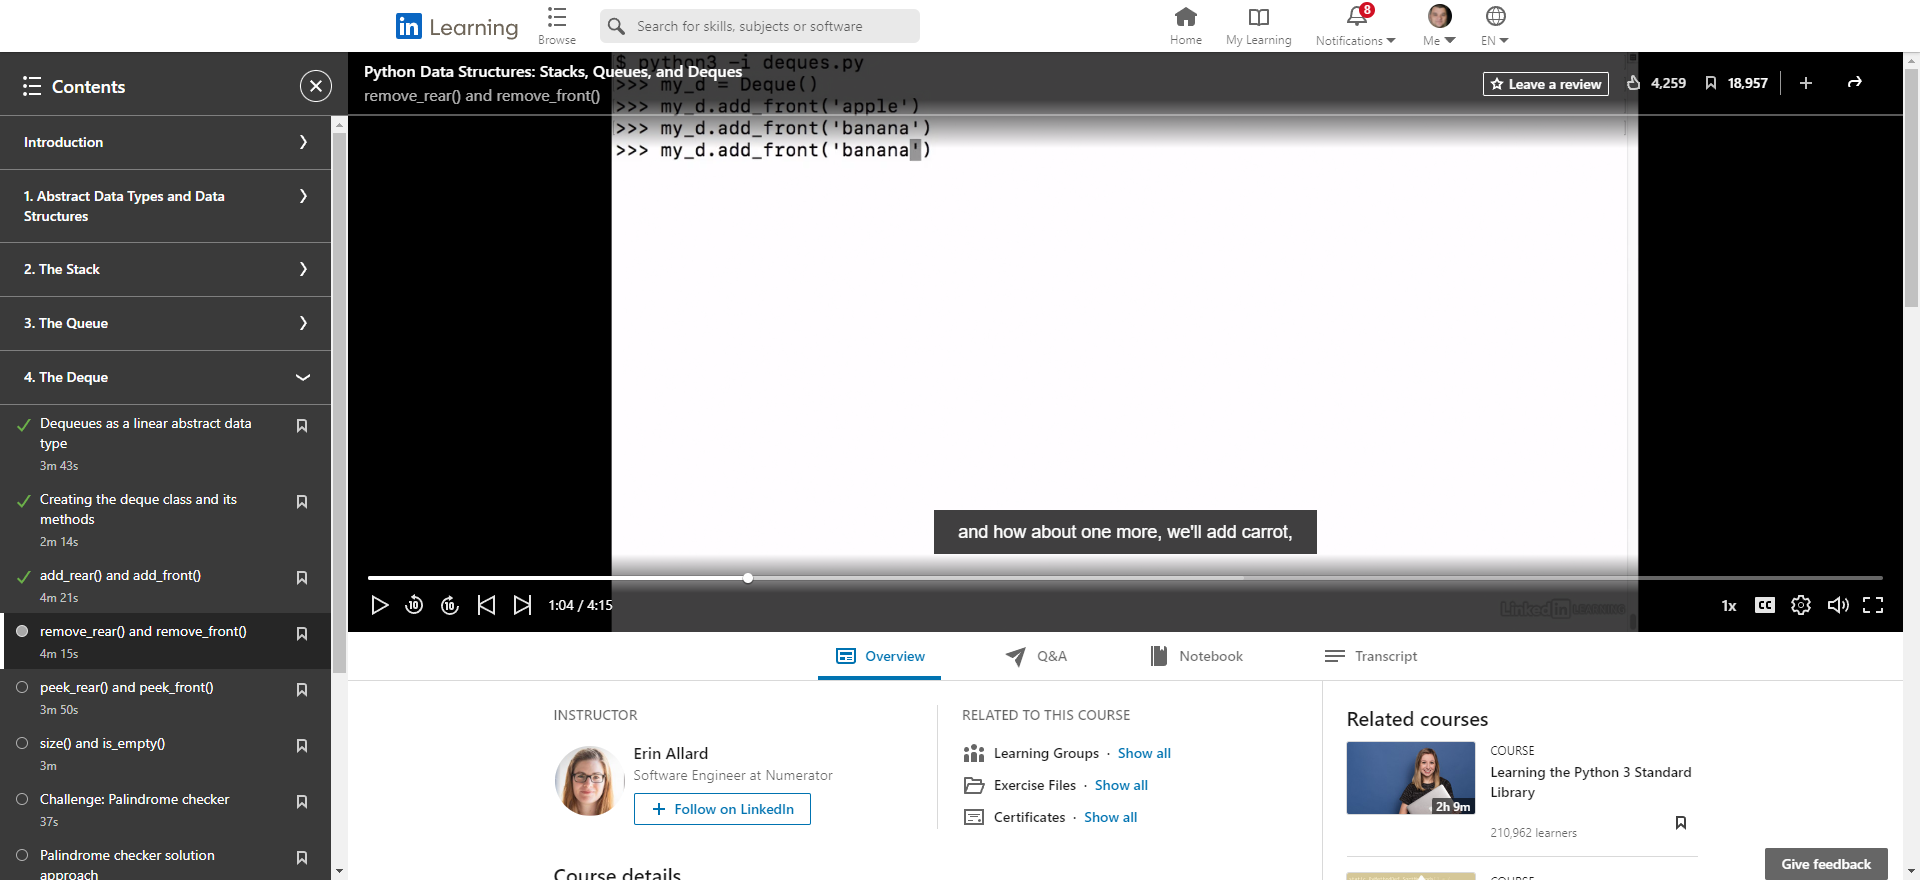 in Learning
Browse
Search for skills, subjects or software
Home
My Learning
8
Notifications
Me
EN
Contents
Introduction
1. Abstract Data Types and Data
Structures
2. The Stack
3. The Queue
4. The Deque
Dequeues as a linear abstract data
type
3m 43s
Creating the deque class and its
methods
2m 14s
add_rear() and add_front()
4m 21s
remove_rear() and remove_front()
4m 15s
peek_rear() and peek_front()
3m 50s
size() and is_empty()
3m
Challenge: Palindrome checker
37s
Palindrome checker solution
approach
Python Data Structures: Stacks, Queues, and Deques
remove_rear() and remove_front()
Leave a review
4,259
18,957
$ python3 -i deques.py
>>> my_d = Deque()
>>> my_d.add_front('apple')
>>> my_d.add_front('banana')
>>> my_d.add_front('banana')
and how about one more, we'll add carrot,
10
10
1:04 / 4:15
Linked in LEARNING
1x
CC
Overview
Q&A
Notebook
Transcript
INSTRUCTOR
Erin Allard
Software Engineer at Numerator
+ Follow on LinkedIn
RELATED TO THIS COURSE
Learning Groups · Show all
Exercise Files · Show all
Certificates · Show all
Course details
Related courses
2h 9m
COURSE
Learning the Python 3 Standard
Library
210,962 learners
COURSE
Give feedback